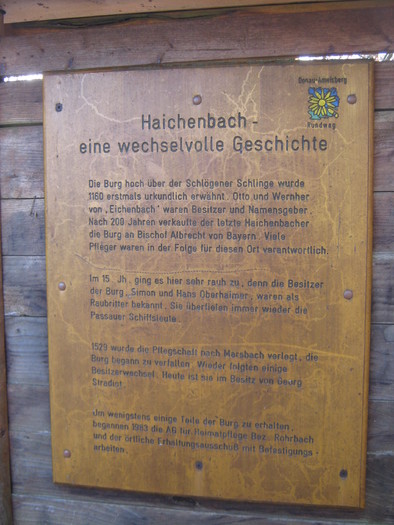 Donau-Ameisberg
Rundweg
Haichenbach -
eine wechselvolle Geschichte
Die Burg hoch über der Schlögener Schlinge wurde
1160 erstmals urkundlich erwähnt. Otto und Wernher
von „Eichenbach" waren Besitzer und Namensgeber.
Nach 200 Jahren verkaufte der letzte Haichenbacher
die Burg an Bischof Albrecht von Bayern. Viele
Pfleger waren in der Folge für diesen Ort verantwortlich.
Im 15. Jh. ging es hier sehr rauh zu, denn die Besitzer
der Burg, Simon und Hans Oberhaimer, waren als
Raubritter bekannt. Sie überfielen immer wieder die
Passauer Schiffsleute.
1529 wurde die Pflegschaft nach Marsbach verlegt, die
Burg begann zu verfallen. Wieder folgten einige
Besitzerwechsel. Heute ist sie im Besitz von Georg
Stradiot.
Um wenigstens einige Teile der Burg zu erhalten,
begannen 1983 die AG für Heimatpflege Bez. Rohrbach
und der örtliche Erhaltungsausschuß mit Befestigungs-
arbeiten.